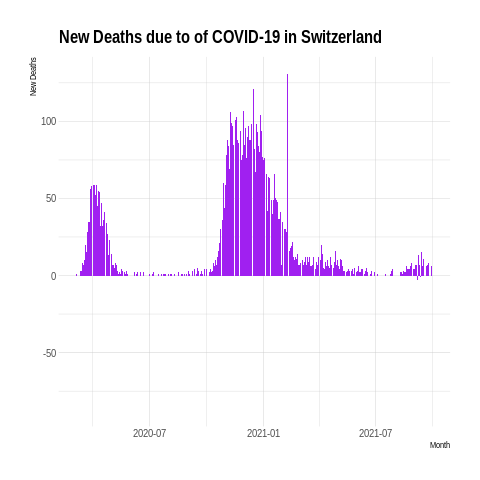 New Deaths due to of COVID-19 in Switzerland
New Deaths
100
50
0
-50
2020-07
2021-01
2021-07
Month